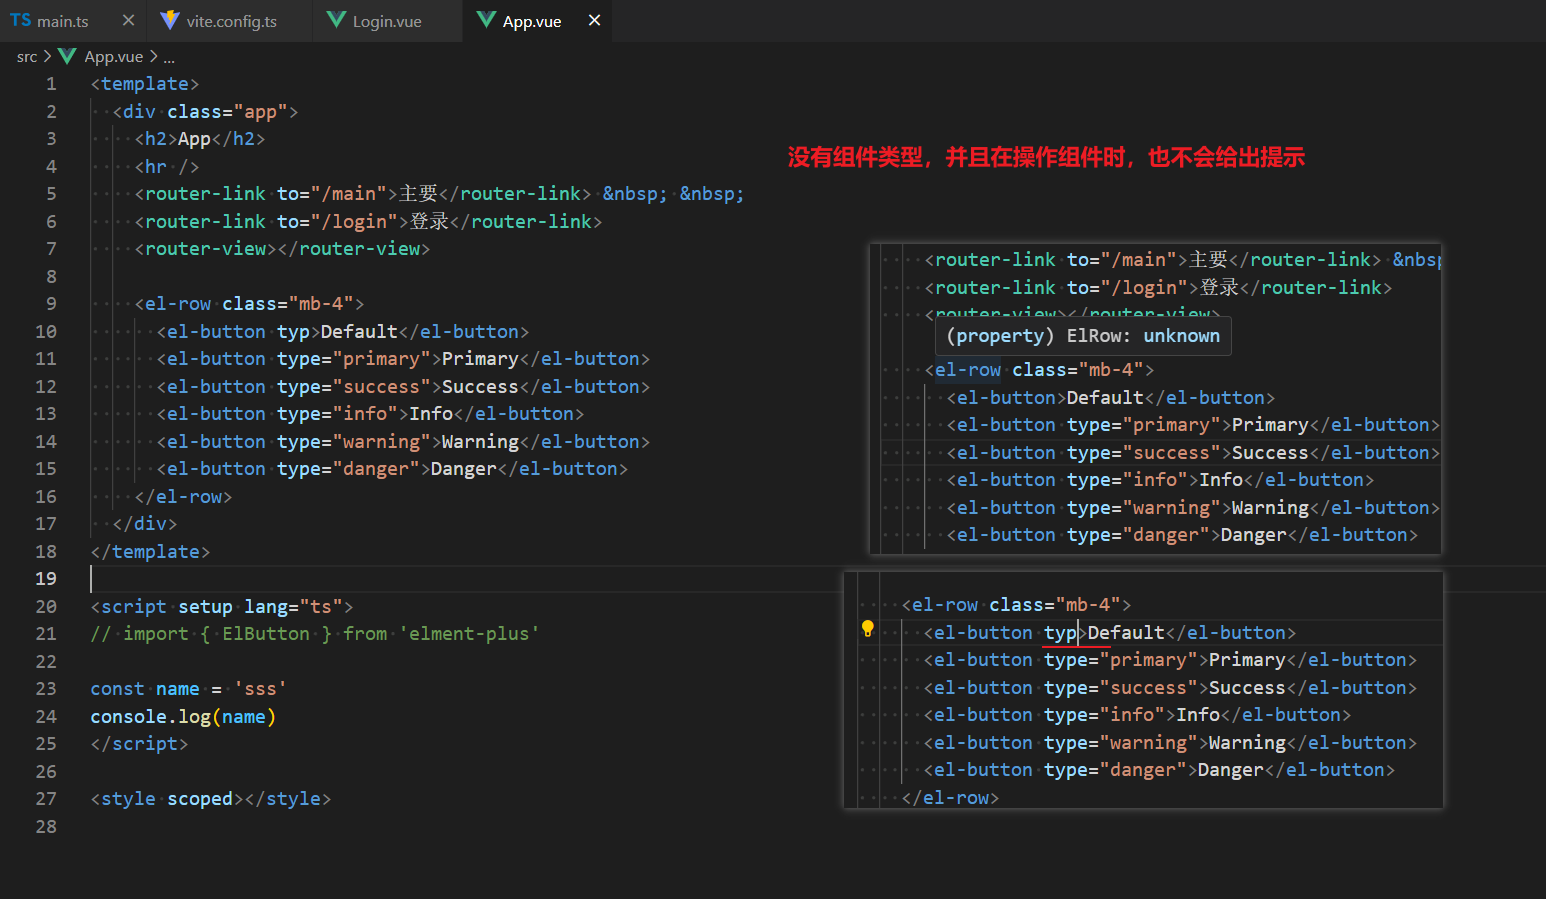 TS main.ts ×
vite.config.ts
Login.vue
App.vue ×
src > App.vue > ...
1 <template>
2 <div class="app">
3 <h2>App</h2>
4 <hr />
5 <router-link to="/main">主要</router-link> &nbsp; &nbsp;
6 <router-link to="/login">登录</router-link>
7 <router-view></router-view>
8
9 <el-row class="mb-4">
10 <el-button typ>Default</el-button>
11 <el-button type="primary">Primary</el-button>
12 <el-button type="success">Success</el-button>
13 <el-button type="info">Info</el-button>
14 <el-button type="warning">Warning</el-button>
15 <el-button type="danger">Danger</el-button>
16 </el-row>
17 </div>
18 </template>
19
20 <script setup lang="ts">
21 // import { ElButton } from 'elment-plus'
22
23 const name = 'sss'
24 console.log(name)
25 </script>
26
27 <style scoped></style>
28
没有组件类型，并且在操作组件时，也不会给出提示
<router-link to="/main">主要</router-link> &nbsp
<router-link to="/login">登录</router-link>
<router-view></router-view>
(property) ElRow: unknown
<el-row class="mb-4">
<el-button>Default</el-button>
<el-button type="primary">Primary</el-button>
<el-button type="success">Success</el-button>
<el-button type="info">Info</el-button>
<el-button type="warning">Warning</el-button>
<el-button type="danger">Danger</el-button>
<el-row class="mb-4">
<el-button typ>Default</el-button>
<el-button type="primary">Primary</el-button>
<el-button type="success">Success</el-button>
<el-button type="info">Info</el-button>
<el-button type="warning">Warning</el-button>
<el-button type="danger">Danger</el-button>
</el-row>